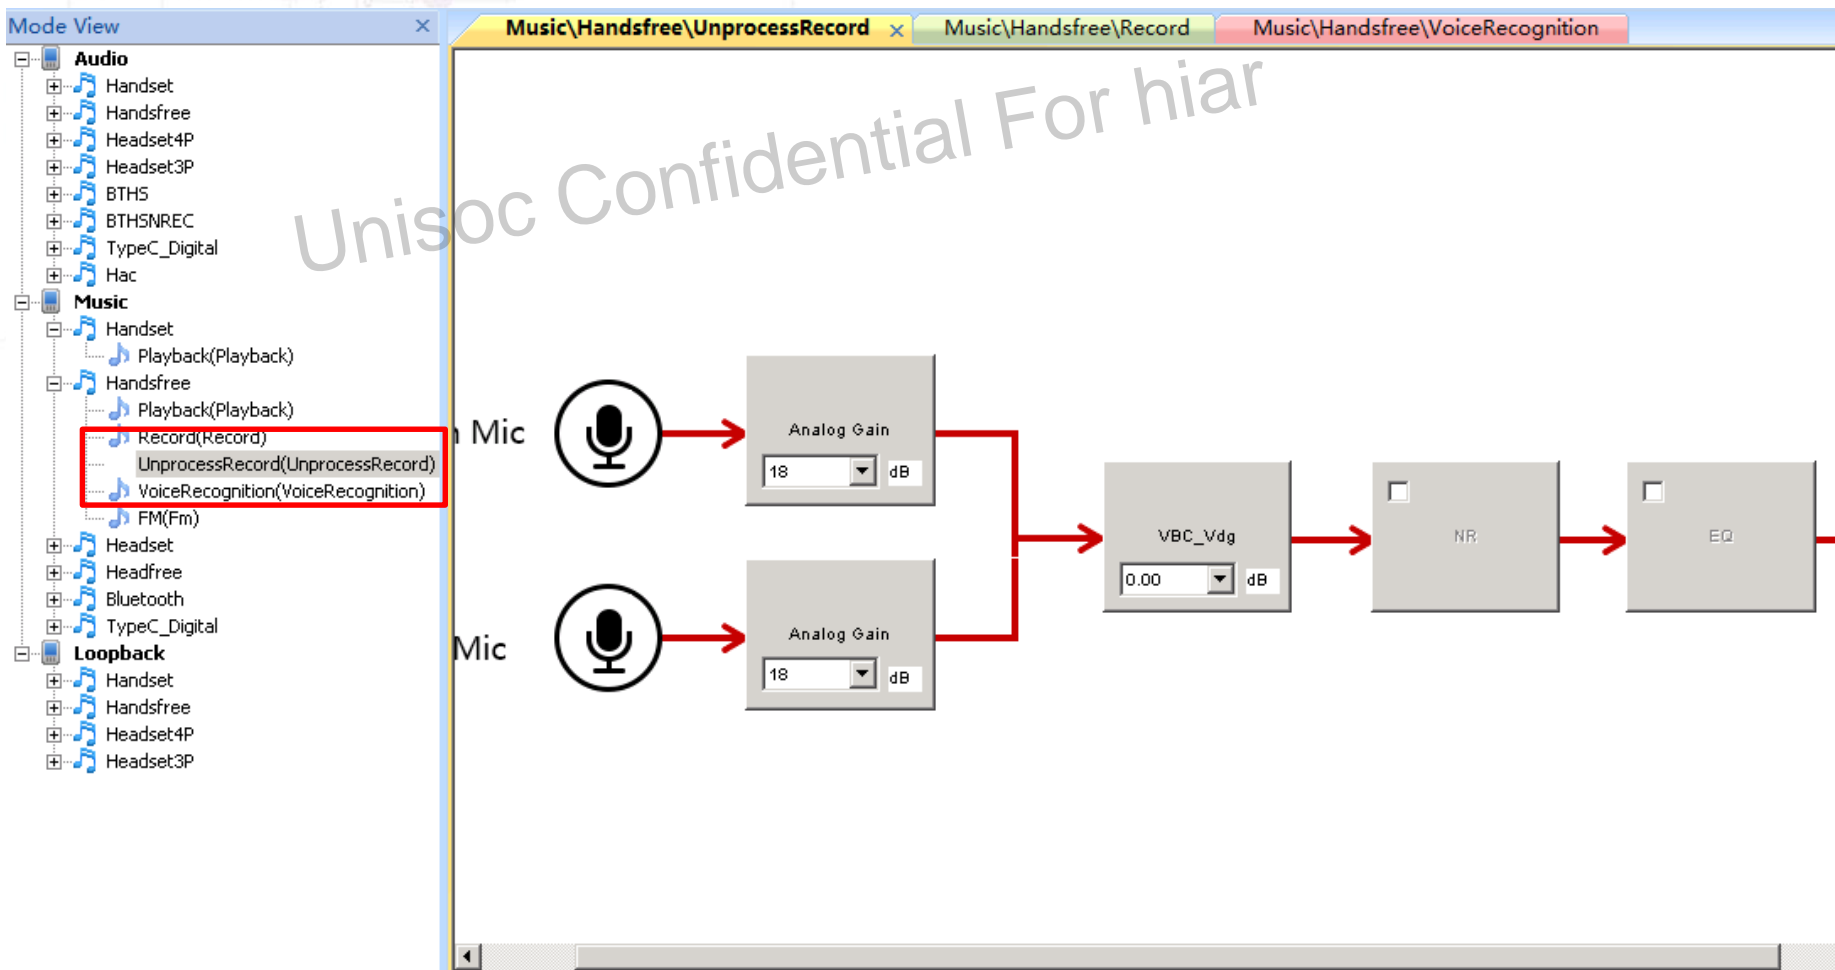 Mode View
Audio
Handset
Handsfree
Headset4P
Headset3P
BTHS
BTHSNREC
TypeC_Digital
Hac
Music
Handset
Playback(Playback)
Handsfree
Playback(Playback)
Record(Record)
UnprocessRecord(UnprocessRecord)
VoiceRecognition(VoiceRecognition)
FM(Fm)
Headset
Headfree
Bluetooth
TypeC_Digital
Loopback
Handset
Handsfree
Headset4P
Headset3P
Music\Handsfree\UnprocessRecord
Music\Handsfree\Record
Music\Handsfree\VoiceRecognition
Unisoc Confidential For hiar
Mic
Analog Gain
18 dB
Mic
Analog Gain
18 dB
VBC_Vdg
0.00 dB
NR
EQ